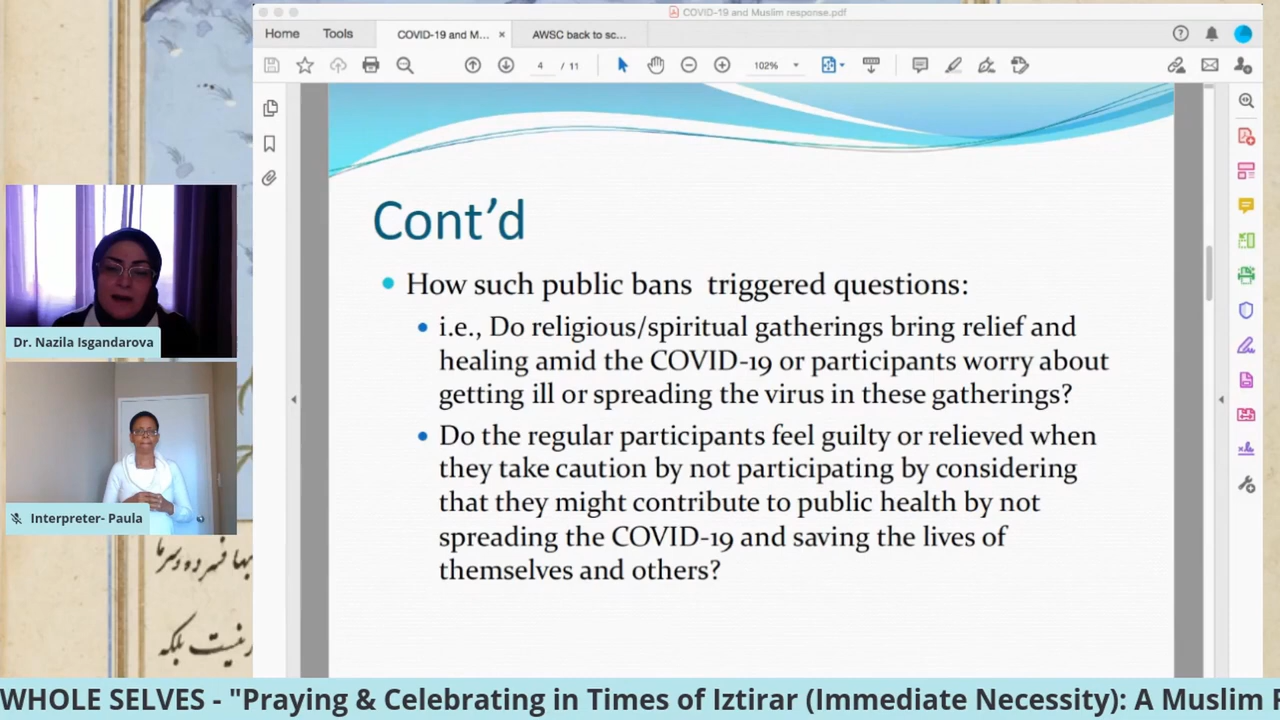 COVID-19 and Muslim response.pdf
Home Tools COVID-19 and M... × AWSC back to sc...
4 / 11 102%
Cont’d
How such public bans triggered questions:
i.e., Do religious/spiritual gatherings bring relief and
healing amid the COVID-19 or participants worry about
getting ill or spreading the virus in these gatherings?
Do the regular participants feel guilty or relieved when
they take caution by not participating by considering
that they might contribute to public health by not
spreading the COVID-19 and saving the lives of
themselves and others?
Dr. Nazila Isgandarova
Interpreter- Paula
WHOLE SELVES - "Praying & Celebrating in Times of Iztirar (Immediate Necessity): A Muslim